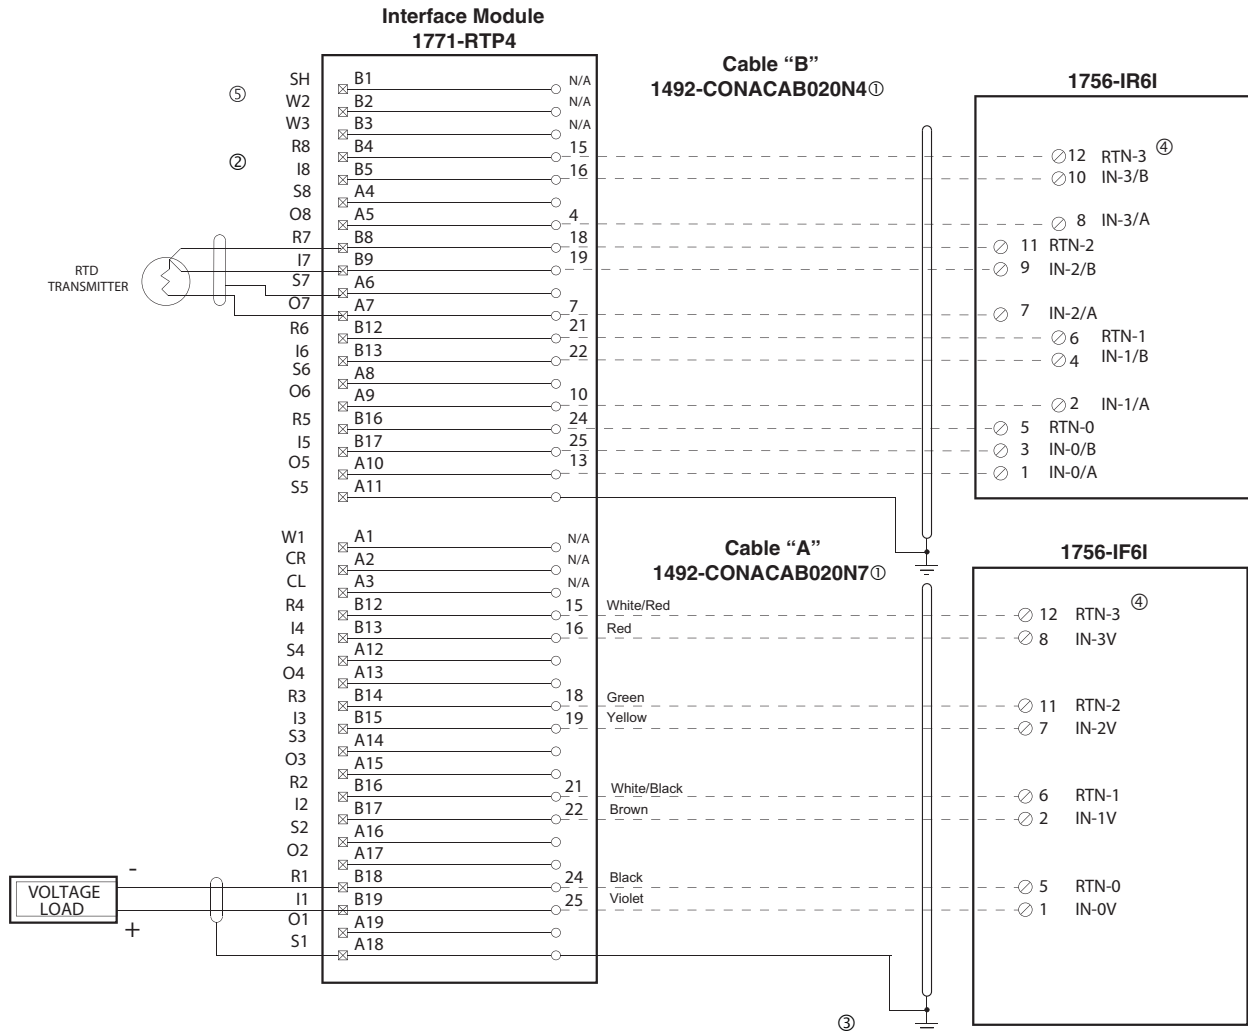 Interface Module
1771-RTP4
Cable “B”
1492-CONACAB020N4①
1756-IR6I
⑤
②
SH B1 N/A
W2 B2 N/A
W3 B3 N/A
R8 B4 15 12 RTN-3 ④
I8 B5 16 10 IN-3/B
S8 A4
O8 A5 4 8 IN-3/A
R7 B8 18 11 RTN-2
I7 B9 19 9 IN-2/B
S7 A6
O7 A7 7 7 IN-2/A
RTD
TRANSMITTER
R6 B12 21 6 RTN-1
I6 B13 22 4 IN-1/B
S6 A8
O6 A9 10 2 IN-1/A
R5 B16 24 5 RTN-0
I5 B17 25 3 IN-0/B
O5 A10 13 1 IN-0/A
S5 A11
Cable “A”
1492-CONACAB020N7①
1756-IF6I
W1 A1 N/A
CR A2 N/A
CL A3 N/A
R4 B12 15 White/Red 12 RTN-3 ④
I4 B13 16 Red 8 IN-3V
S4 A12
O4 A13
R3 B14 18 Green 11 RTN-2
I3 B15 19 Yellow 7 IN-2V
S3 A14
O3 A15
R2 B16 21 White/Black 6 RTN-1
I2 B17 22 Brown 2 IN-1V
S2 A16
O2 A17
R1 B18 24 Black 5 RTN-0
I1 B19 25 Violet 1 IN-0V
O1 A19
S1 A18
-
VOLTAGE
LOAD
+
③